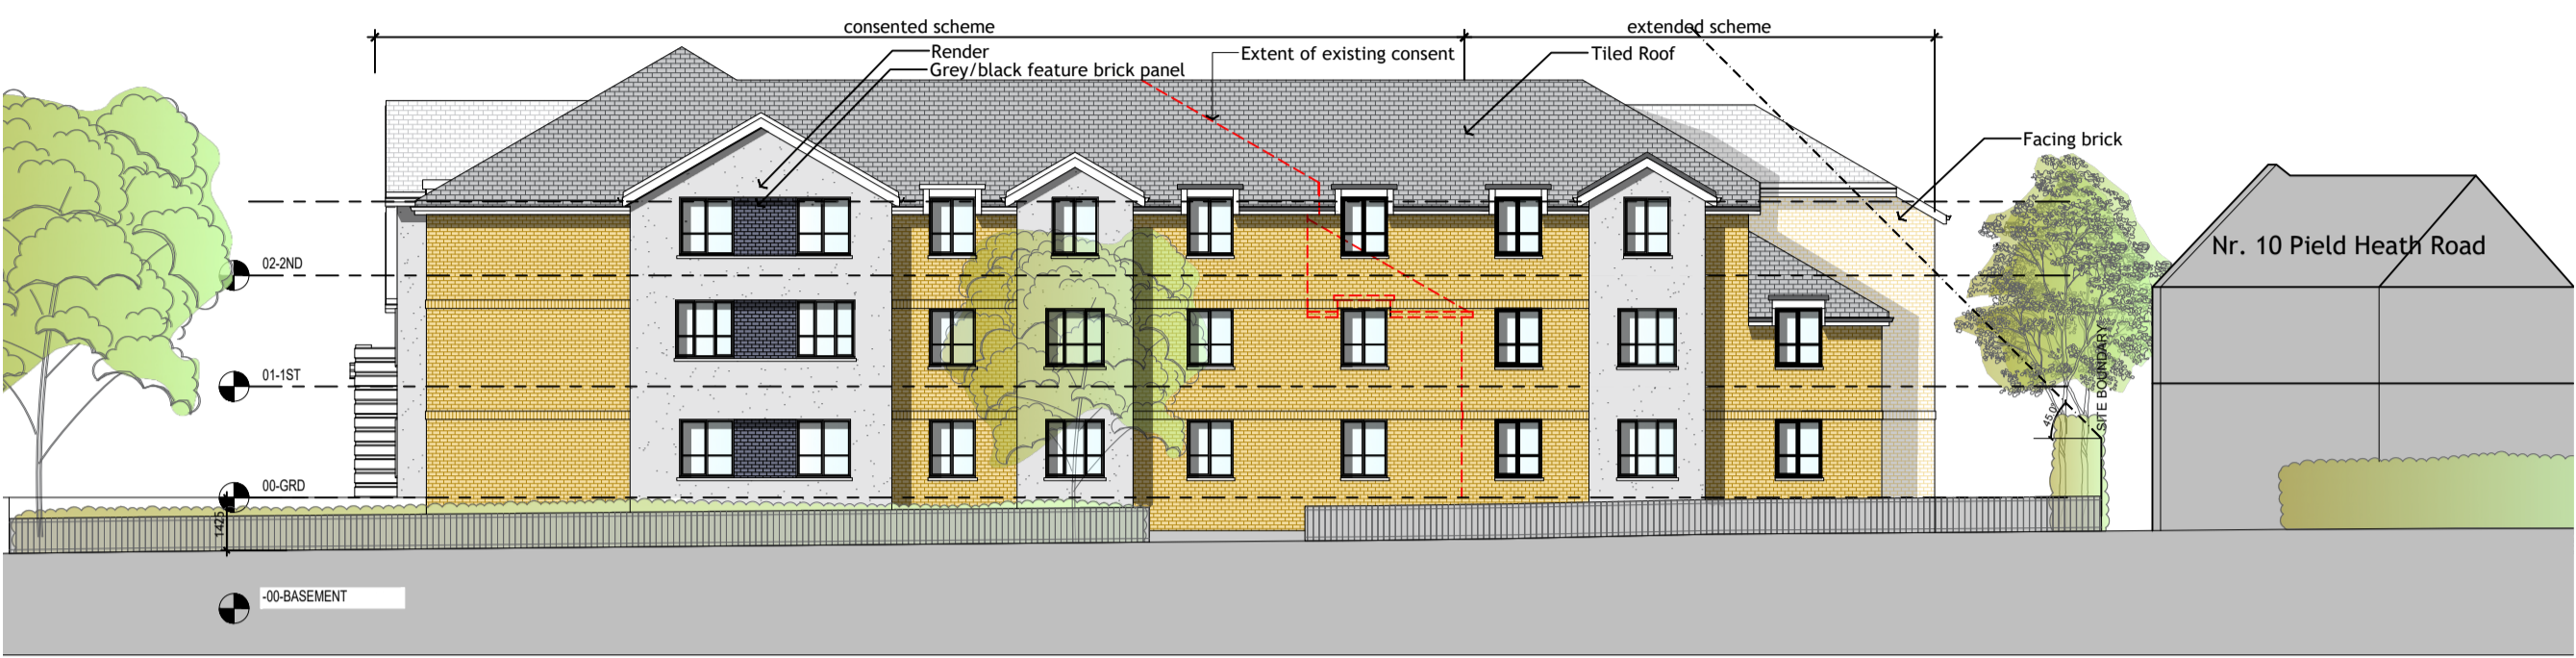 consented scheme
extended scheme
Render
Grey/black feature brick panel
Extent of existing consent
Tiled Roof
Facing brick
Nr. 10 Pield Heath Road
02-2ND
01-1ST
00-GRD
1425
-00-BASEMENT
45.0°
SITE BOUNDARY